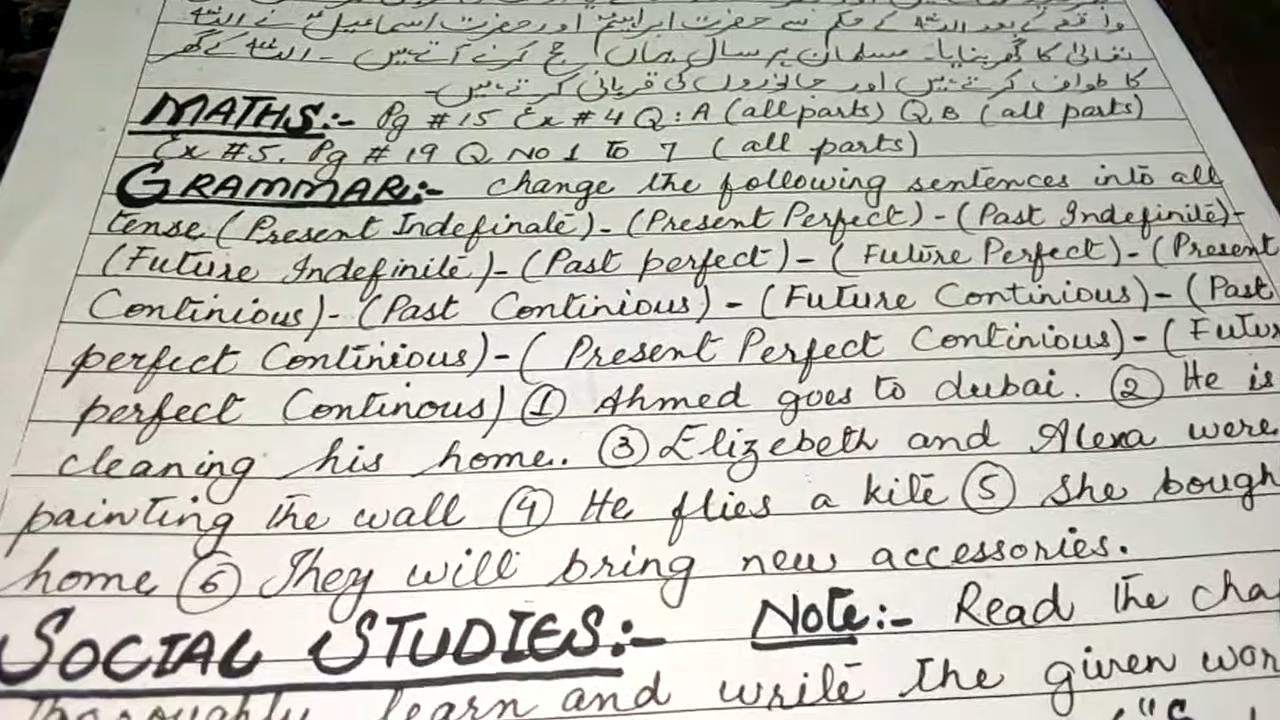 واقعے کے بعد اللہ کے حکم سے حضرت ابراہیم اور حضرت اسماعیل نے اللہ
تعالیٰ کا گھر بنایا۔ مسلمان ہر سال یہاں حج کرنے آتے ہیں ۔ اللہ کے گھر
کا طواف کرتے ہیں اور جانوروں کی قربانی کرتے ہیں۔
MATHS:- Pg #15 Ex #4 Q:A (all parts) Q.B (all parts)
Ex #5. Pg #19 Q No 1 To 7 (all parts)
GRAMMAR:- change the following sentences into all
tense (Present Indefinate) - (Present Perfect) - (Past Indefinite) -
(Future Indefinite) - (Past perfect) - (Future Perfect) - (Present
Continious) - (Past Continious) - (Future Continious) - (Past
perfect Continious) - (Present Perfect Continious) - (Futur
perfect Continous) ① Ahmed goes to dubai. ② He is
cleaning his home. ③ Elizebeth and Alexa were
painting the wall ④ He flies a kite ⑤ She bough
home ⑥ They will bring new accessories.
SOCIAL STUDIES:- Note:- Read the cha
Thoroughly learn and write the given wor